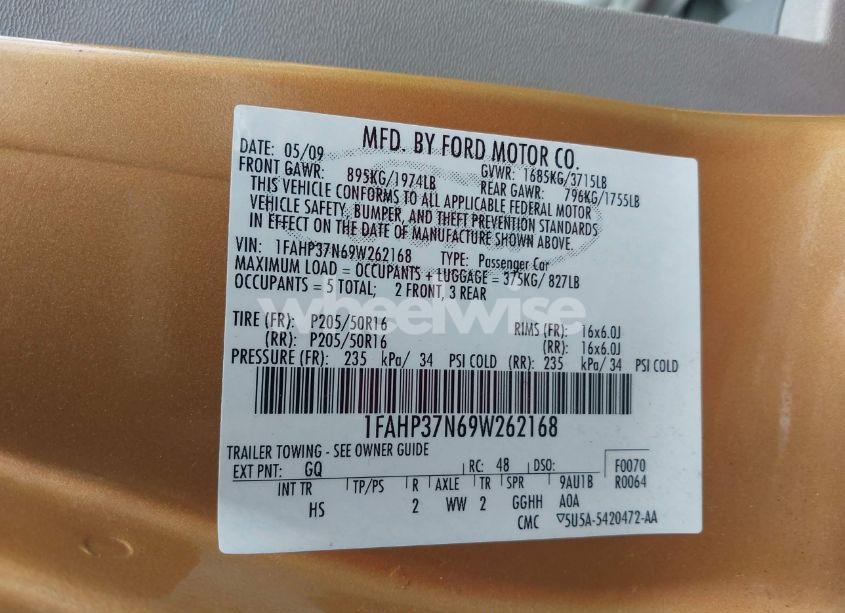 MFD. BY FORD MOTOR CO.
DATE: 05/09 GVWR: 1685KG/3715LB
FRONT GAWR: 895KG/1974LB REAR GAWR: 796KG/1755LB
THIS VEHICLE CONFORMS TO ALL APPLICABLE FEDERAL MOTOR
VEHICLE SAFETY, BUMPER, AND THEFT PREVENTION STANDARDS
IN EFFECT ON THE DATE OF MANUFACTURE SHOWN ABOVE.
VIN: 1FAHP37N69W262168 TYPE: Passenger Car
MAXIMUM LOAD = OCCUPANTS + LUGGAGE = 375KG/ 827LB
OCCUPANTS = 5 TOTAL; 2 FRONT, 3 REAR
wheelwise
TIRE (FR): P205/50R16 RIMS (FR): 16x6.0J
(RR): P205/50R16 (RR): 16x6.0J
PRESSURE (FR): 235 kPa/ 34 PSI COLD (RR): 235 kPa/ 34 PSI COLD
1FAHP37N69W262168
TRAILER TOWING - SEE OWNER GUIDE
EXT PNT: GQ RC: 48 DSO: F0070
INT TR TP/PS R AXLE TR SPR 9AU1B R0064
HS 2 WW 2 GGHH A0A
CMC 5U5A-5420472-AA